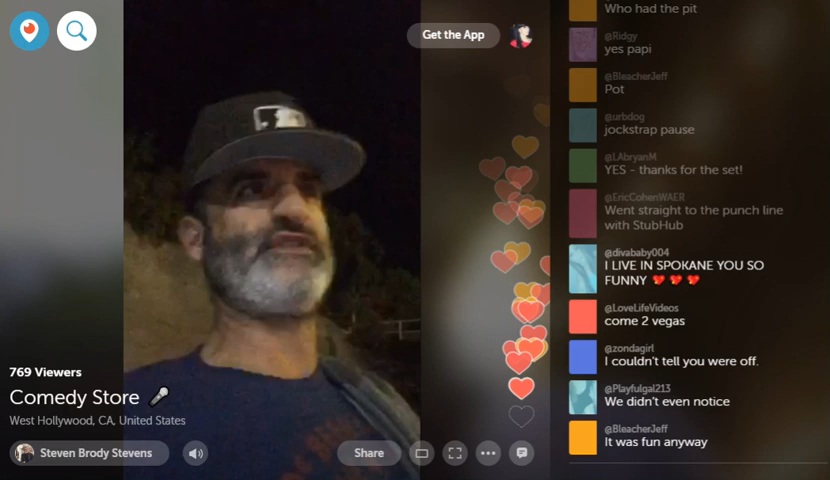 Get the App
769 Viewers
Comedy Store
West Hollywood, CA, United States
Steven Brody Stevens
Share
Who had the pit
@Ridgy
yes papi
@BleacherJeff
Pot
@urbdog
jockstrap pause
@LAbryanM
YES - thanks for the set!
@EricCohenWAER
Went straight to the punch line
with StubHub
@divababy004
I LIVE IN SPOKANE YOU SO
FUNNY
@LoveLifeVideos
come 2 vegas
@zondagirl
I couldn't tell you were off.
@Playfulgal213
We didn't even notice
@BleacherJeff
It was fun anyway